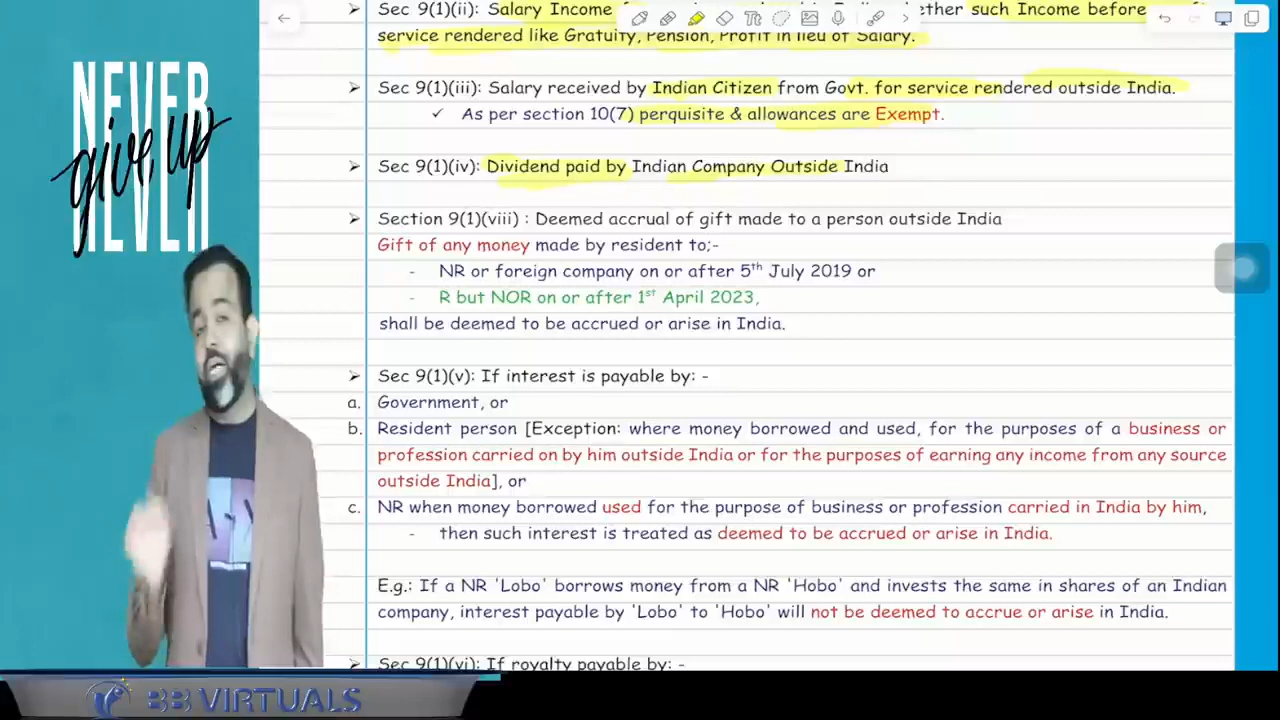 NEVER
give up
NEVER
Sec 9(1)(ii): Salary Income such Income before
service rendered like Gratuity, Pension, Profit in lieu of Salary.
Sec 9(1)(iii): Salary received by Indian Citizen from Govt. for service rendered outside India.
✓ As per section 10(7) perquisite & allowances are Exempt.
Sec 9(1)(iv): Dividend paid by Indian Company Outside India
Section 9(1)(viii) : Deemed accrual of gift made to a person outside India
Gift of any money made by resident to;-
- NR or foreign company on or after 5th July 2019 or
- R but NOR on or after 1st April 2023,
shall be deemed to be accrued or arise in India.
Sec 9(1)(v): If interest is payable by: -
a. Government, or
b. Resident person [Exception: where money borrowed and used, for the purposes of a business or
profession carried on by him outside India or for the purposes of earning any income from any source
outside India], or
c. NR when money borrowed used for the purpose of business or profession carried in India by him,
- then such interest is treated as deemed to be accrued or arise in India.
E.g.: If a NR 'Lobo' borrows money from a NR 'Hobo' and invests the same in shares of an Indian
company, interest payable by 'Lobo' to 'Hobo' will not be deemed to accrue or arise in India.
Sec 9(1)(vi): If royalty payable by: -
BB VIRTUALS